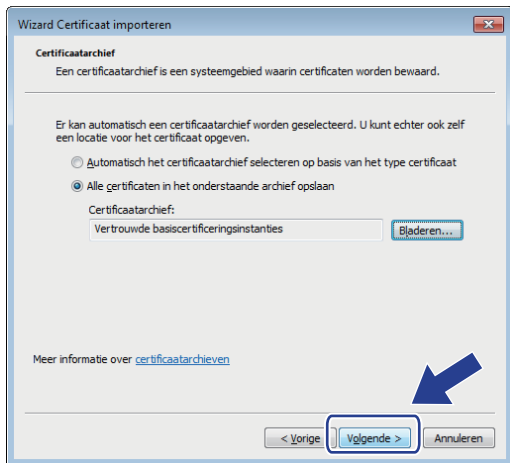 Wizard Certificaat importeren
Certificaatarchief
Een certificaatarchief is een systeemgebied waarin certificaten worden bewaard.
Er kan automatisch een certificaatarchief worden geselecteerd. U kunt echter ook zelf
een locatie voor het certificaat opgeven.
Automatisch het certificaatarchief selecteren op basis van het type certificaat
Alle certificaten in het onderstaande archief opslaan
Certificaatarchief:
Vertrouwde basiscertificeringsinstanties
Bladeren...
Meer informatie over certificaatarchieven
< Vorige
Volgende >
Annuleren